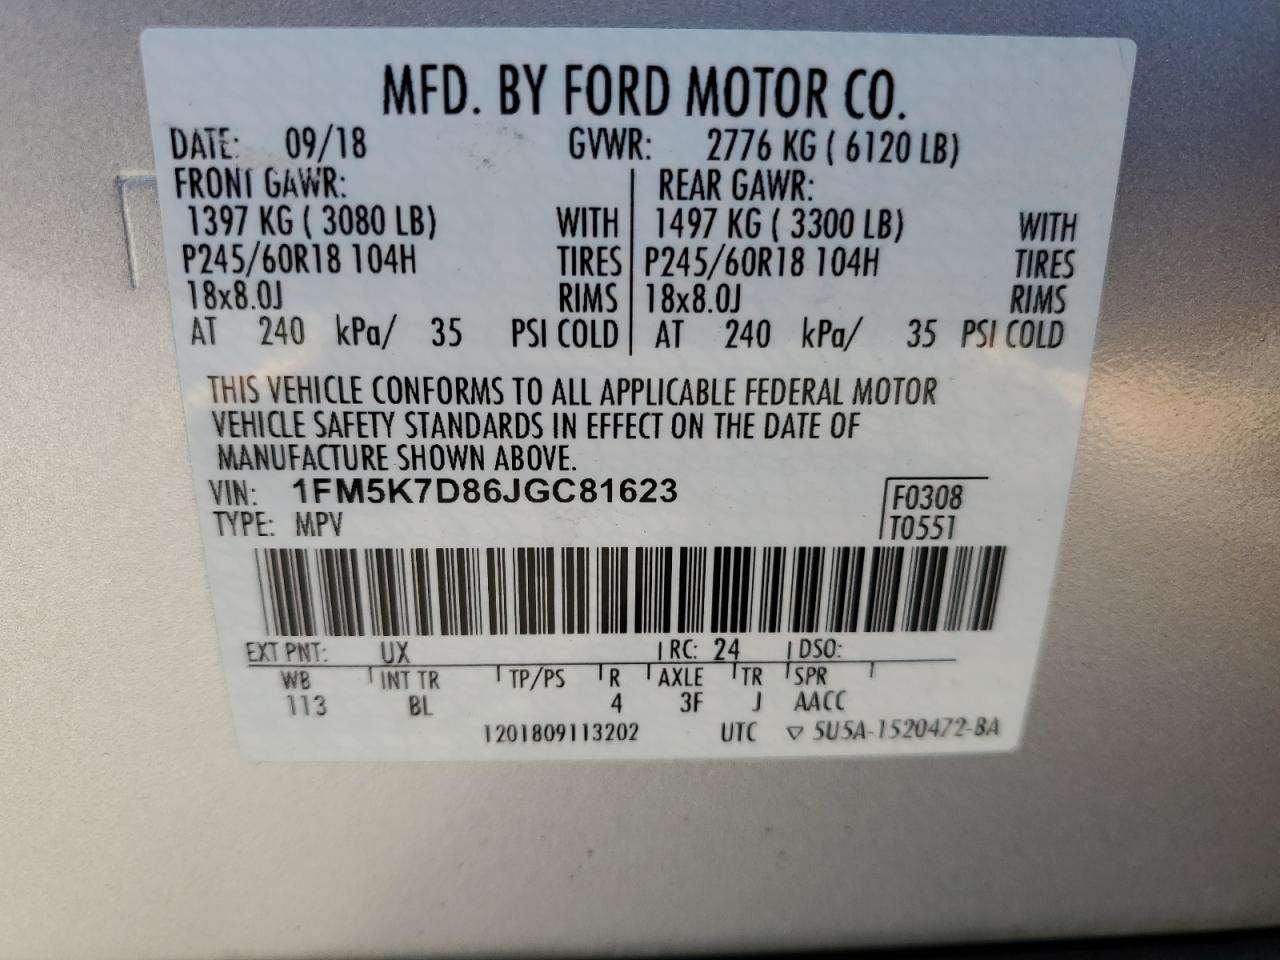 MFD. BY FORD MOTOR CO.
DATE: 09/18 GVWR: 2776 KG ( 6120 LB)
FRONT GAWR: REAR GAWR:
1397 KG ( 3080 LB) WITH 1497 KG ( 3300 LB) WITH
P245/60R18 104H TIRES P245/60R18 104H TIRES
18x8.0J RIMS 18x8.0J RIMS
AT 240 kPa/ 35 PSI COLD AT 240 kPa/ 35 PSI COLD
THIS VEHICLE CONFORMS TO ALL APPLICABLE FEDERAL MOTOR
VEHICLE SAFETY STANDARDS IN EFFECT ON THE DATE OF
MANUFACTURE SHOWN ABOVE.
VIN: 1FM5K7D86JGC81623 F0308
TYPE: MPV T0551
EXT PNT: UX RC: 24 DSO:
WB INT TR TP/PS R AXLE TR SPR
113 BL 4 3F J AACC
1201809113202 UTC ▽ 5U5A-1520472-BA